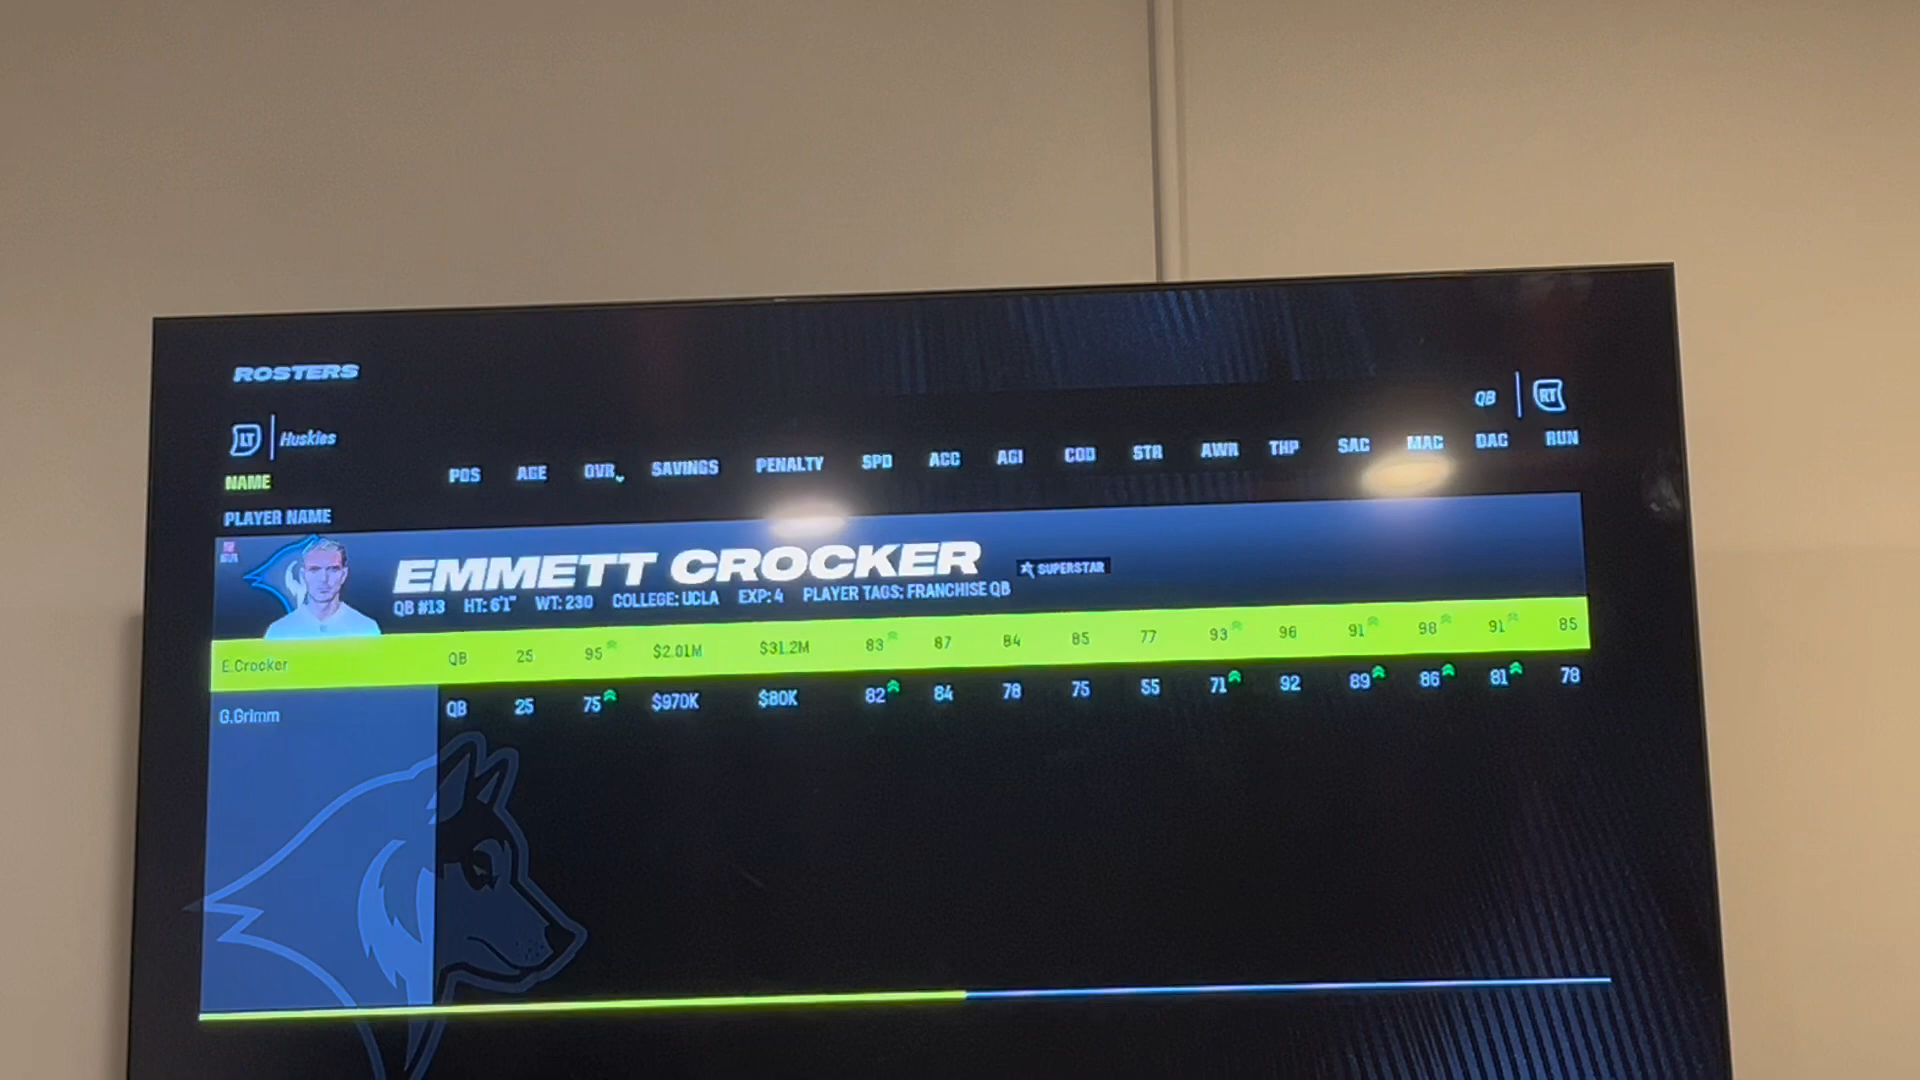 ROSTERS
LT Huskies
QB RT
NAME POS AGE OVR SAVINGS PENALTY SPD ACC AGI COD STR AWR THP SAC MAC DAC RUN
PLAYER NAME
EMMETT CROCKER SUPERSTAR
QB #13 HT: 6'1" WT: 230 COLLEGE: UCLA EXP: 4 PLAYER TAGS: FRANCHISE QB
E.Crocker QB 25 95 $2.01M $31.2M 83 87 84 85 77 93 96 91 98 91 85
G.Grimm QB 25 75 $970K $80K 82 84 78 75 55 71 92 89 86 81 78